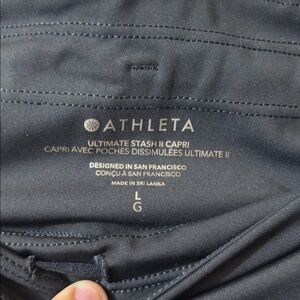 ATHLETA
ULTIMATE STASH II CAPRI
CAPRI AVEC POCHES DISSIMULÉES ULTIMATE II
DESIGNED IN SAN FRANCISCO
CONÇU À SAN FRANCISCO
MADE IN SRI LANKA
L
G